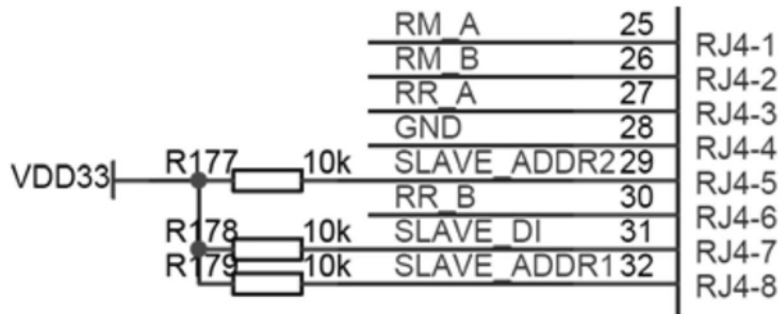 RM_A 25
RJ4-1
RM_B 26
RJ4-2
RR_A 27
RJ4-3
GND 28
RJ4-4
VDD33 R177 10k SLAVE_ADDR2 29
RJ4-5
RR_B 30
RJ4-6
R178 10k SLAVE_DI 31
RJ4-7
R179 10k SLAVE_ADDR1 32
RJ4-8